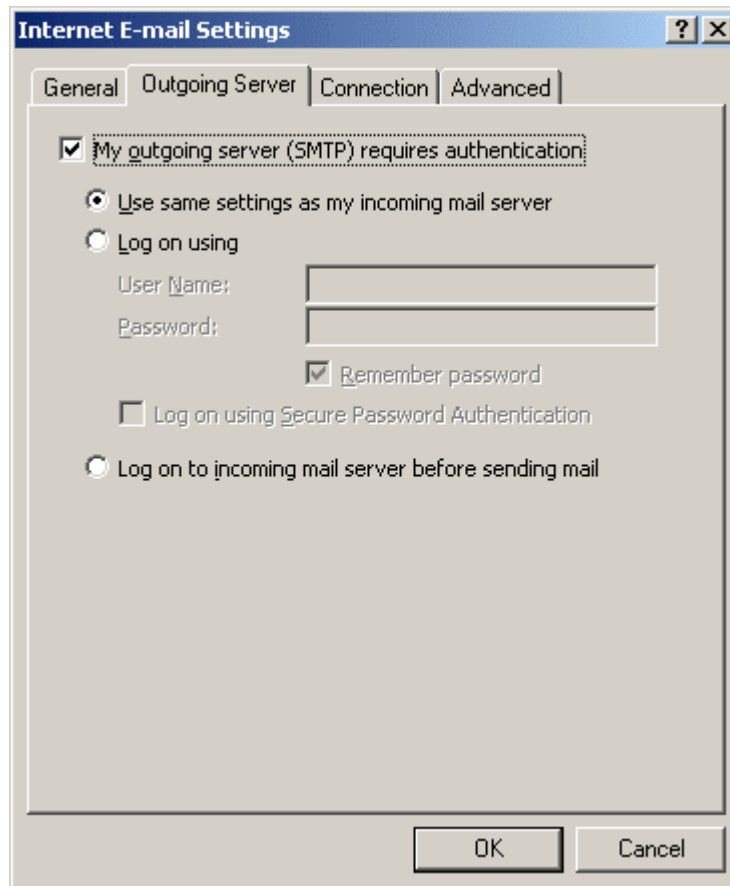 Internet E-mail Settings
General Outgoing Server Connection Advanced
My outgoing server (SMTP) requires authentication
Use same settings as my incoming mail server
Log on using
User Name:
Password:
Remember password
Log on using Secure Password Authentication
Log on to incoming mail server before sending mail
OK Cancel